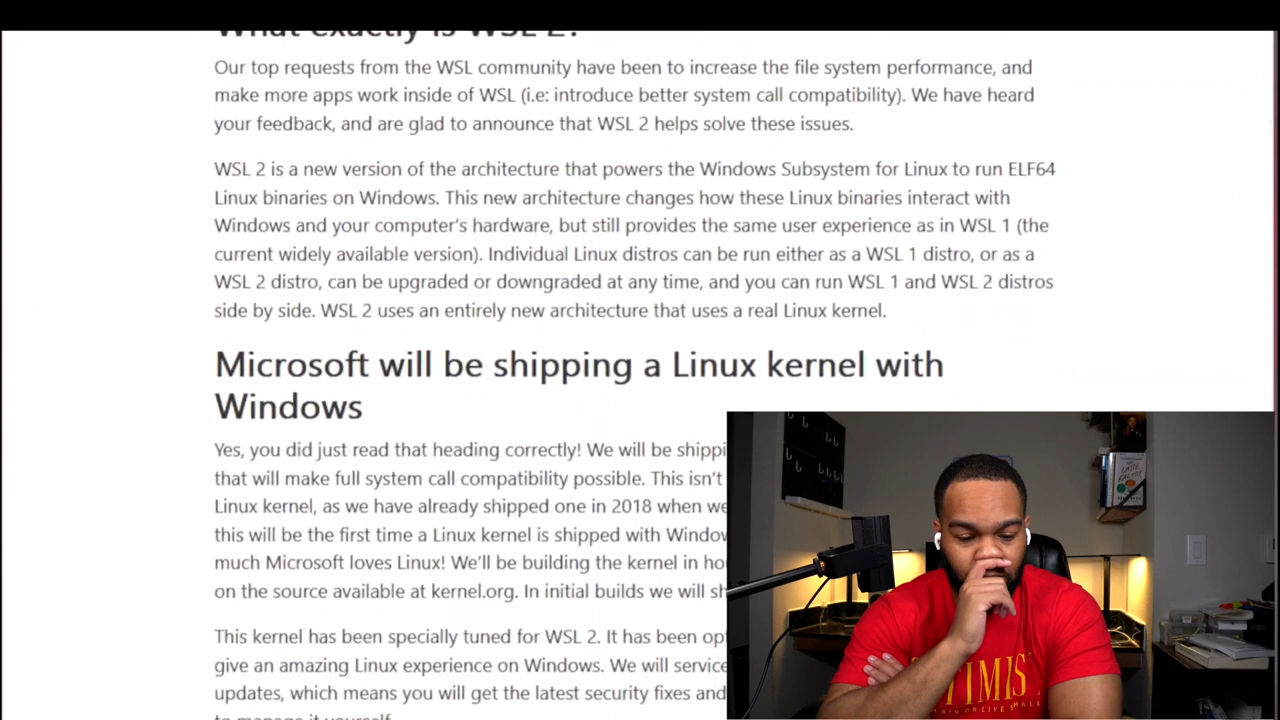 What exactly is WSL 2?
Our top requests from the WSL community have been to increase the file system performance, and
make more apps work inside of WSL (i.e: introduce better system call compatibility). We have heard
your feedback, and are glad to announce that WSL 2 helps solve these issues.
WSL 2 is a new version of the architecture that powers the Windows Subsystem for Linux to run ELF64
Linux binaries on Windows. This new architecture changes how these Linux binaries interact with
Windows and your computer's hardware, but still provides the same user experience as in WSL 1 (the
current widely available version). Individual Linux distros can be run either as a WSL 1 distro, or as a
WSL 2 distro, can be upgraded or downgraded at any time, and you can run WSL 1 and WSL 2 distros
side by side. WSL 2 uses an entirely new architecture that uses a real Linux kernel.
Microsoft will be shipping a Linux kernel with
Windows
Yes, you did just read that heading correctly! We will be shippi
that will make full system call compatibility possible. This isn't
Linux kernel, as we have already shipped one in 2018 when we
this will be the first time a Linux kernel is shipped with Window
much Microsoft loves Linux! We'll be building the kernel in ho
on the source available at kernel.org. In initial builds we will sh
This kernel has been specially tuned for WSL 2. It has been op
give an amazing Linux experience on Windows. We will service
updates, which means you will get the latest security fixes and
to manage it yourself.